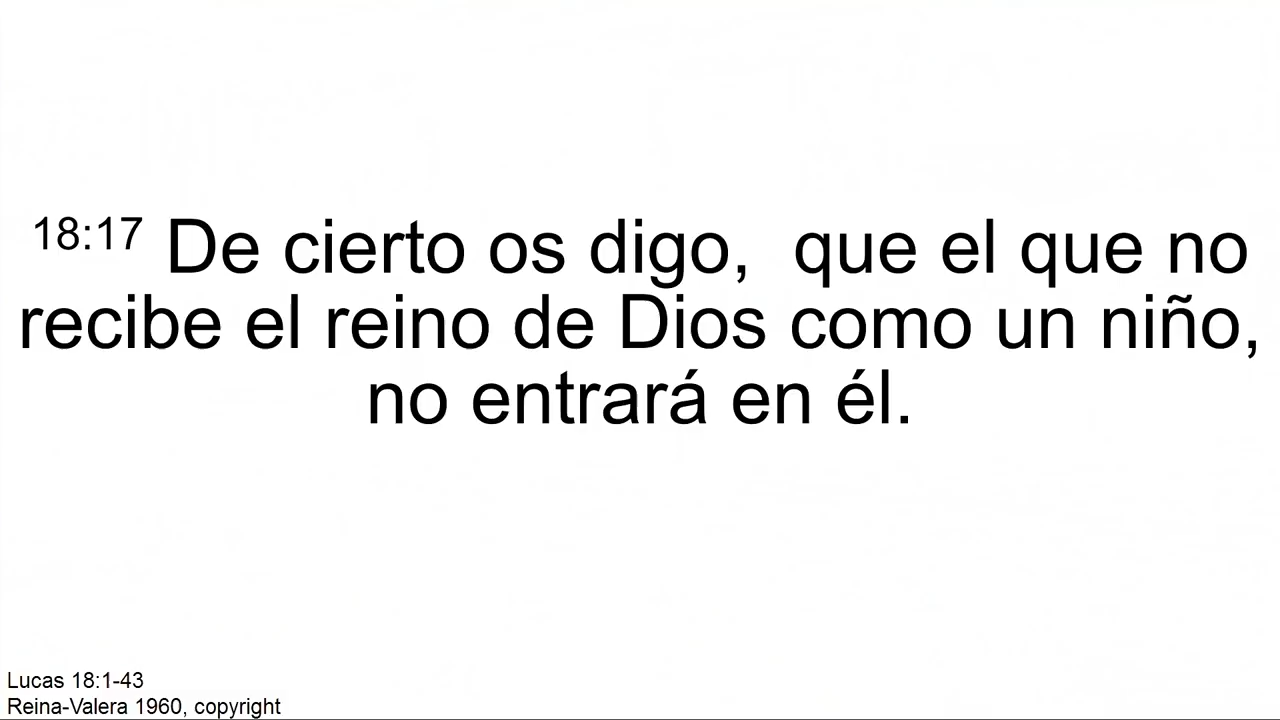 18:17 De cierto os digo,  que el que no
recibe el reino de Dios como un niño,
no entrará en él.
Lucas 18:1-43
Reina-Valera 1960, copyright